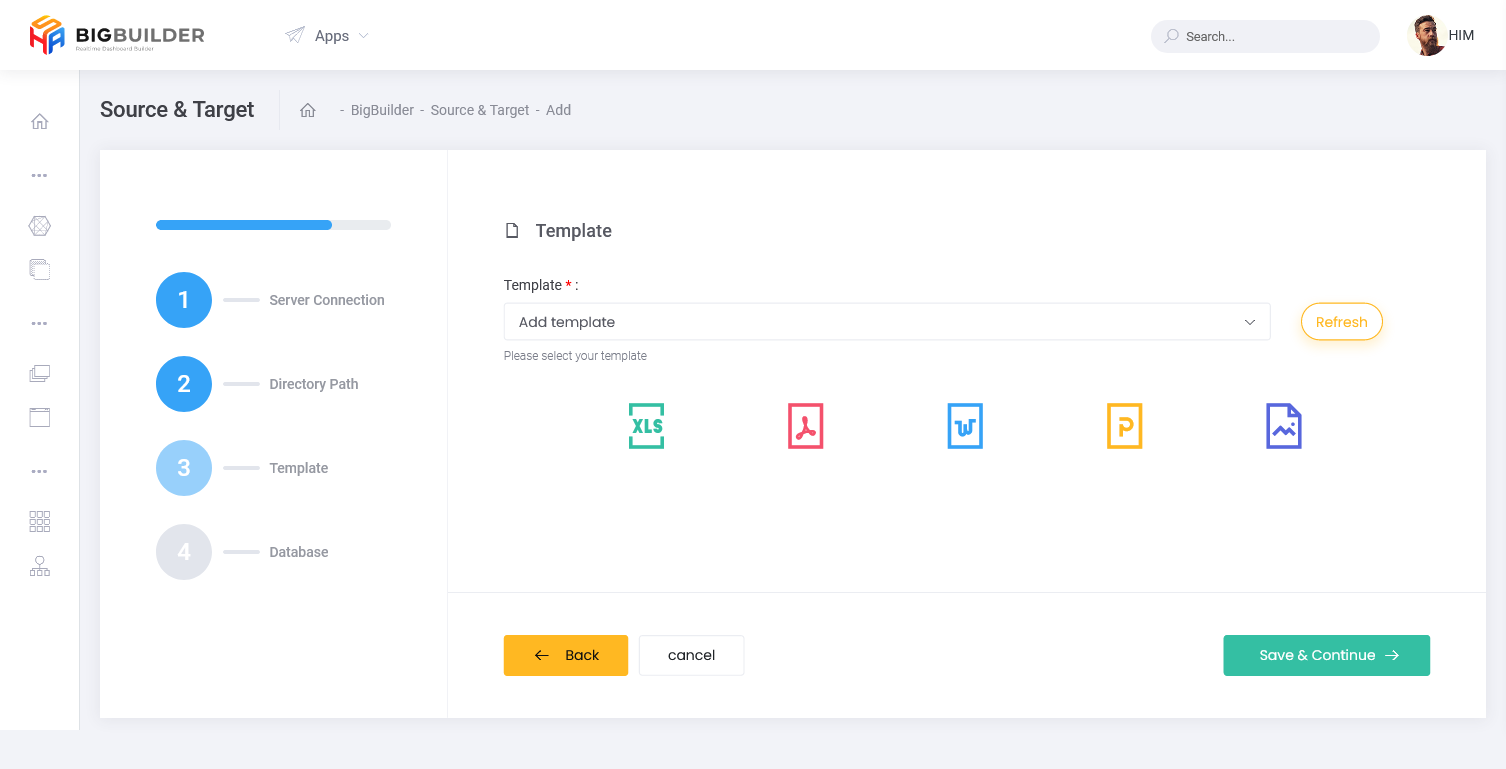 BIGBUILDER
Realtime Dashboard Builder
Apps
Search...
HIM
Source & Target
- BigBuilder - Source & Target - Add
1 Server Connection
2 Directory Path
3 Template
4 Database
Template
Template * :
Add template
Refresh
Please select your template
XLS
W
P
Back
cancel
Save & Continue